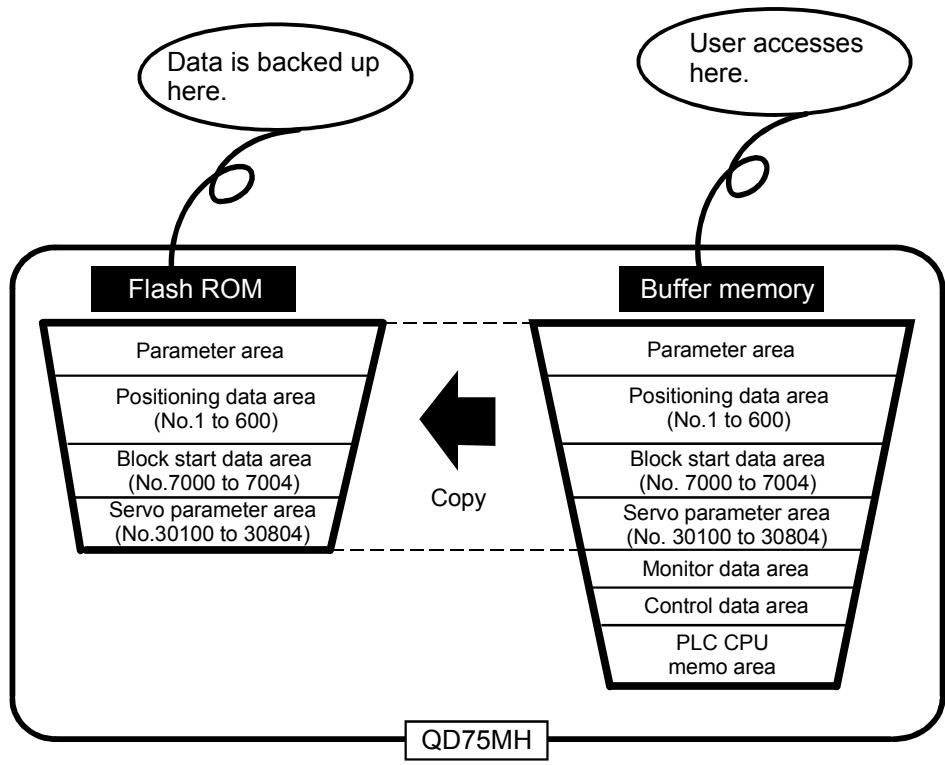 Data is backed up
here.
User accesses
here.
Flash ROM
Buffer memory
Parameter area
Positioning data area
(No.1 to 600)
Block start data area
(No.7000 to 7004)
Servo parameter area
(No.30100 to 30804)
Copy
Parameter area
Positioning data area
(No.1 to 600)
Block start data area
(No. 7000 to 7004)
Servo parameter area
(No. 30100 to 30804)
Monitor data area
Control data area
PLC CPU
memo area
QD75MH